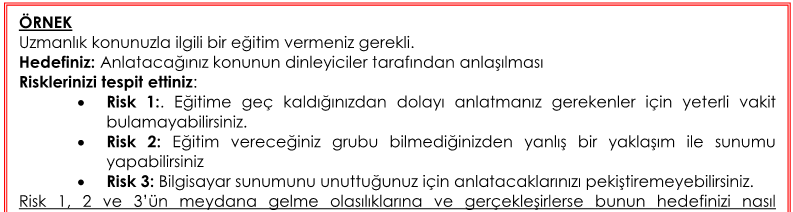 ÖRNEK
Uzmanlık konunuzla ilgili bir eğitim vermeniz gerekli.
Hedefiniz: Anlatacağınız konunun dinleyiciler tarafından anlaşılması
Risklerinizi tespit ettiniz:
• Risk 1:. Eğitime geç kaldığınızdan dolayı anlatmanız gerekenler için yeterli vakit
bulamayabilirsiniz.
• Risk 2: Eğitim vereceğiniz grubu bilmediğinizden yanlış bir yaklaşım ile sunumu
yapabilirsiniz
• Risk 3: Bilgisayar sunumunu unuttuğunuz için anlatacaklarınızı pekiştiremeyebilirsiniz.
Risk 1, 2 ve 3’ün meydana gelme olasılıklarına ve gerçekleşirlerse bunun hedefinizi nasıl